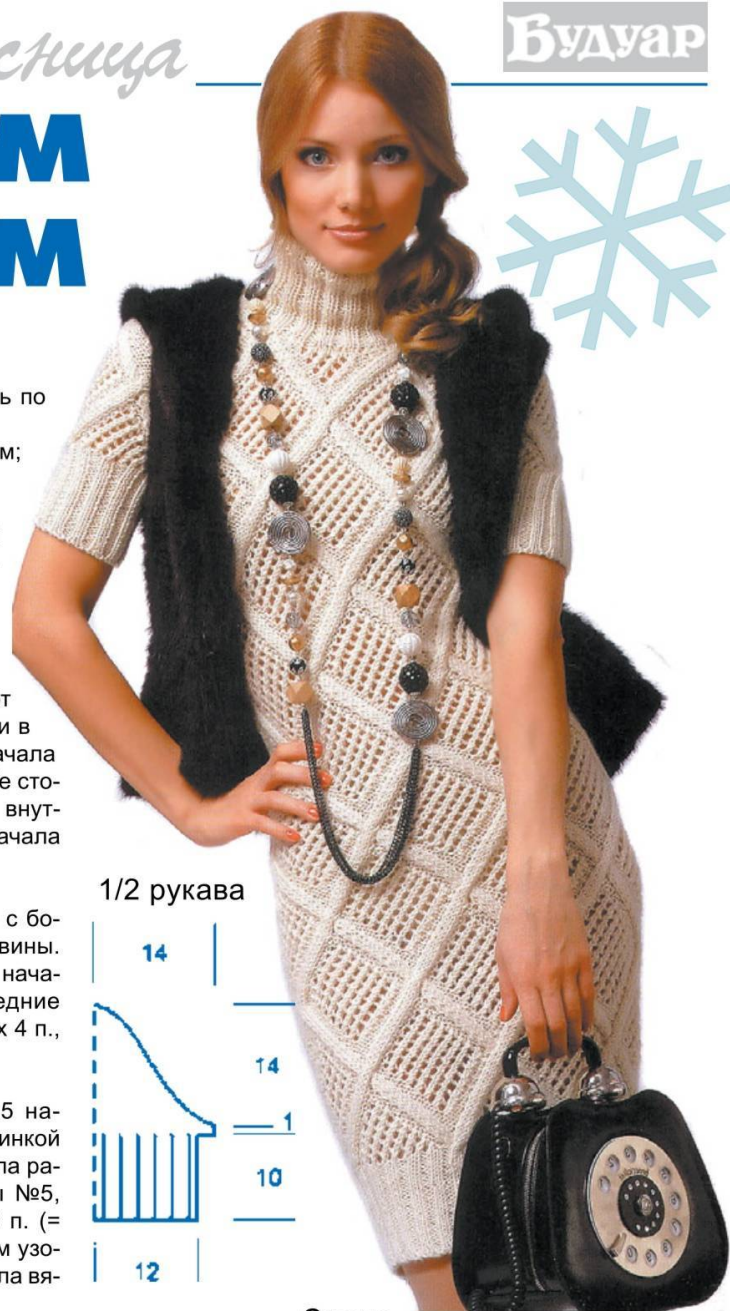 сница
Будуар
М
М
ь по
м;
т
и в
ачала
е сто-
внут-
ачала
1/2 рукава
с бо-
вины.
нача-
едние
х 4 п.,
14
14
1
10
12
5 на-
инкой
ла ра-
ы №5,
п. (=
м узо-
ла вя-